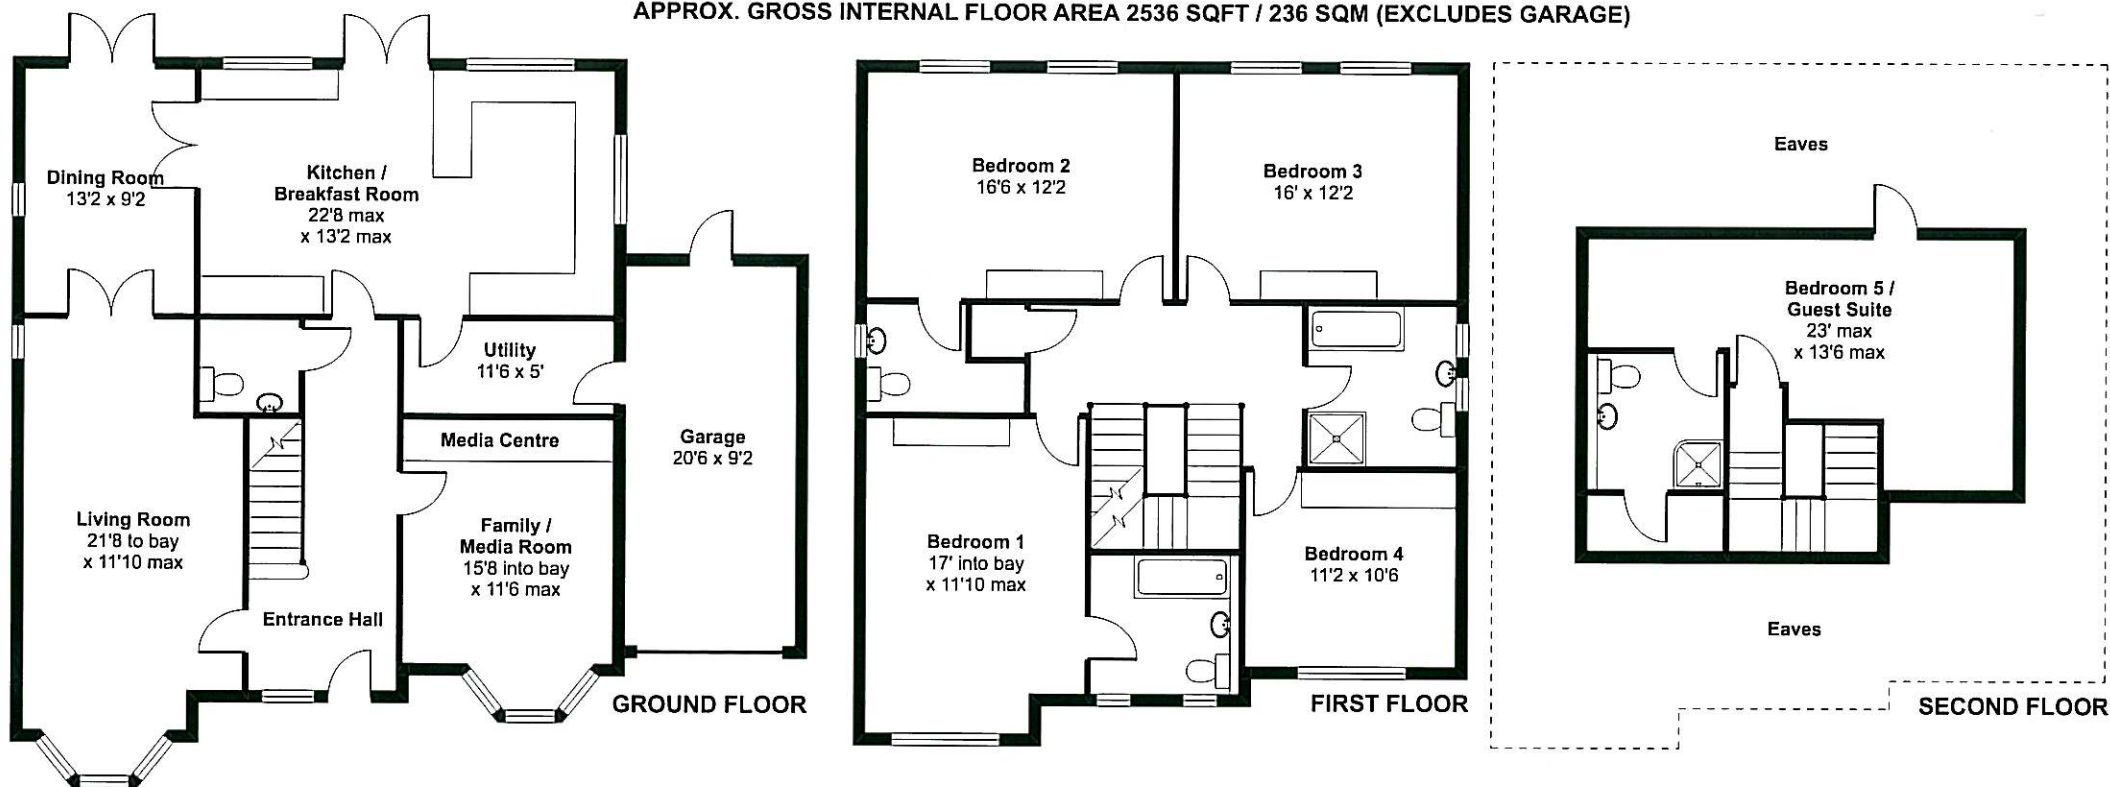 APPROX. GROSS INTERNAL FLOOR AREA 2536 SQFT / 236 SQM (EXCLUDES GARAGE)
Dining Room
13'2 x 9'2
Kitchen /
Breakfast Room
22'8 max
x 13'2 max
Utility
11'6 x 5'
Media Centre
Garage
20'6 x 9'2
Living Room
21'8 to bay
x 11'10 max
Family /
Media Room
15'8 into bay
x 11'6 max
Entrance Hall
GROUND FLOOR
Bedroom 2
16'6 x 12'2
Bedroom 3
16' x 12'2
Bedroom 1
17' into bay
x 11'10 max
Bedroom 4
11'2 x 10'6
FIRST FLOOR
Eaves
Bedroom 5 /
Guest Suite
23' max
x 13'6 max
Eaves
SECOND FLOOR